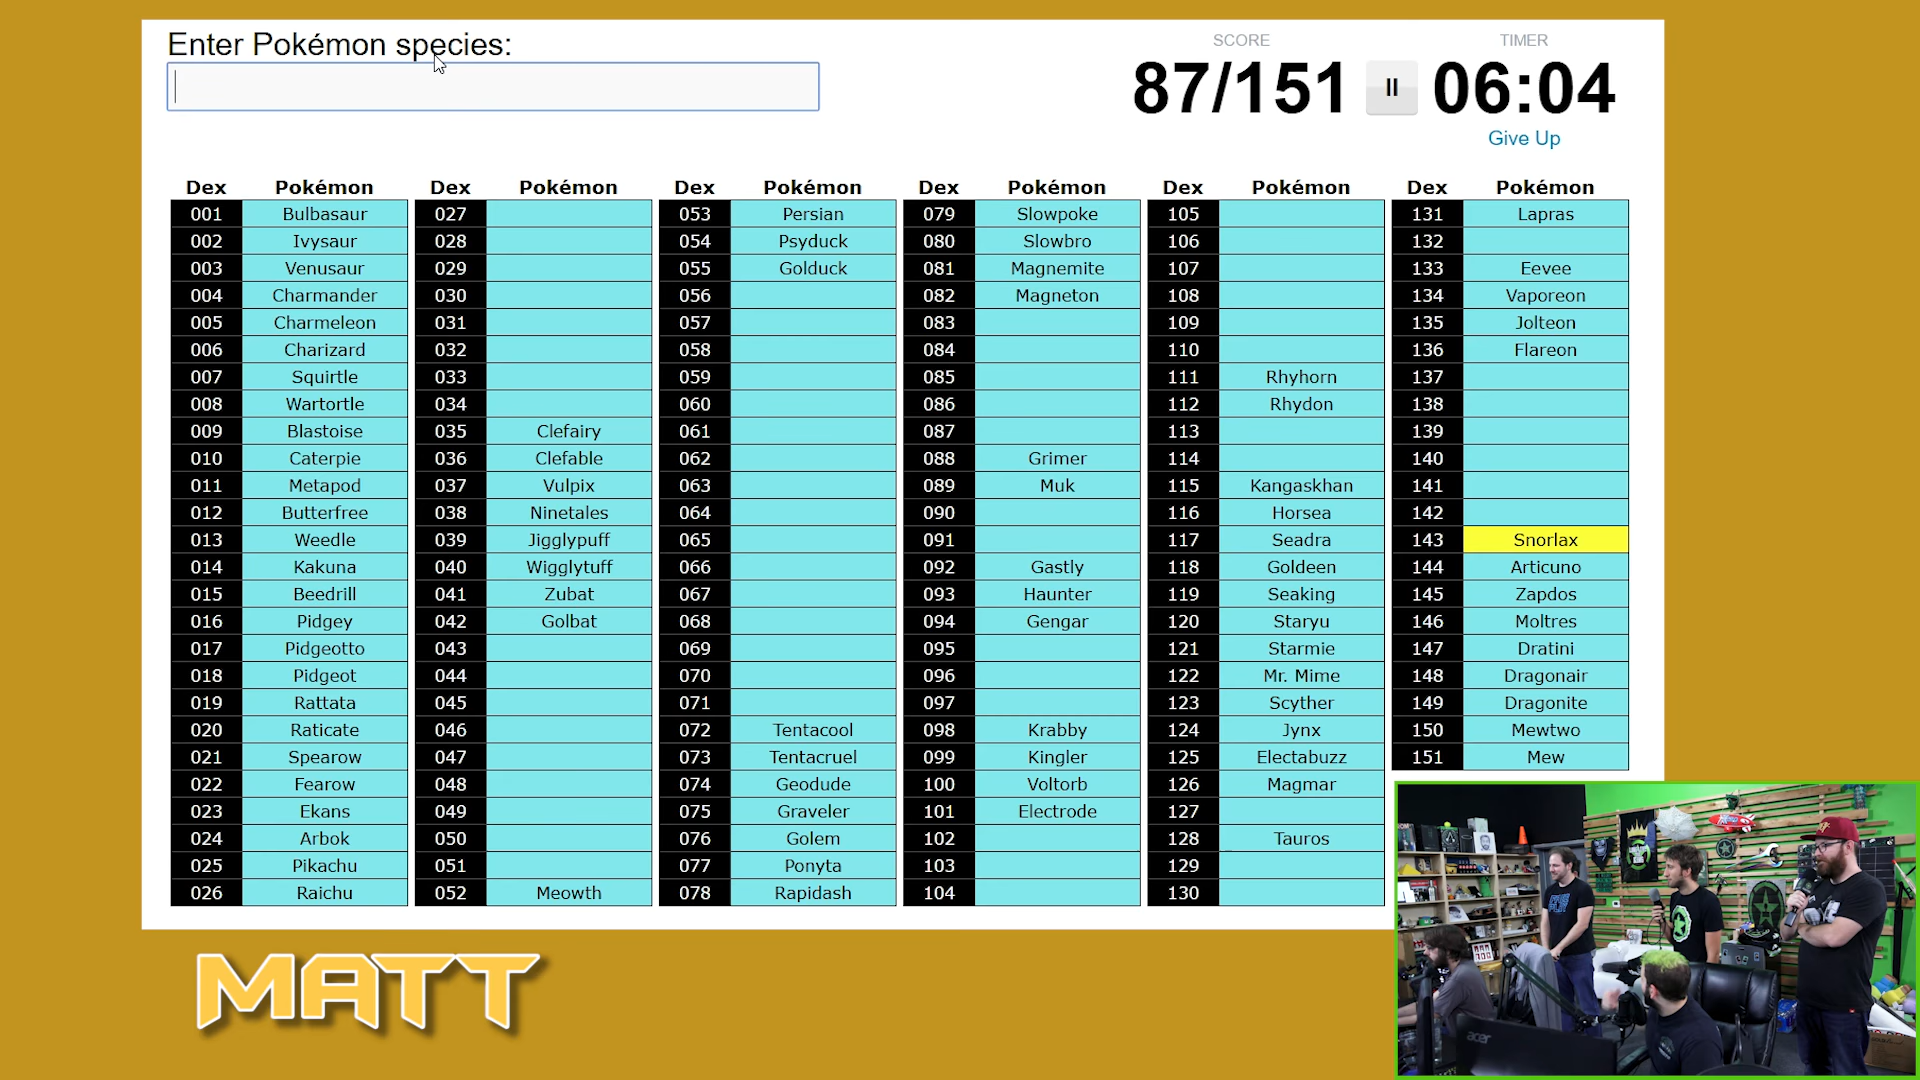 Enter Pokémon species:
SCORE
TIMER
87/151
06:04
Give Up
Dex Pokémon Dex Pokémon Dex Pokémon Dex Pokémon Dex Pokémon Dex Pokémon
001 Bulbasaur 027 053 Persian 079 Slowpoke 105 131 Lapras
002 Ivysaur 028 054 Psyduck 080 Slowbro 106 132
003 Venusaur 029 055 Golduck 081 Magnemite 107 133 Eevee
004 Charmander 030 056 082 Magneton 108 134 Vaporeon
005 Charmeleon 031 057 083 109 135 Jolteon
006 Charizard 032 058 084 110 136 Flareon
007 Squirtle 033 059 085 111 Rhyhorn 137
008 Wartortle 034 060 086 112 Rhydon 138
009 Blastoise 035 Clefairy 061 087 113 139
010 Caterpie 036 Clefable 062 088 Grimer 114 140
011 Metapod 037 Vulpix 063 089 Muk 115 Kangaskhan 141
012 Butterfree 038 Ninetales 064 090 116 Horsea 142
013 Weedle 039 Jigglypuff 065 091 117 Seadra 143 Snorlax
014 Kakuna 040 Wigglytuff 066 092 Gastly 118 Goldeen 144 Articuno
015 Beedrill 041 Zubat 067 093 Haunter 119 Seaking 145 Zapdos
016 Pidgey 042 Golbat 068 094 Gengar 120 Staryu 146 Moltres
017 Pidgeotto 043 069 095 121 Starmie 147 Dratini
018 Pidgeot 044 070 096 122 Mr. Mime 148 Dragonair
019 Rattata 045 071 097 123 Scyther 149 Dragonite
020 Raticate 046 072 Tentacool 098 Krabby 124 Jynx 150 Mewtwo
021 Spearow 047 073 Tentacruel 099 Kingler 125 Electabuzz 151 Mew
022 Fearow 048 074 Geodude 100 Voltorb 126 Magmar
023 Ekans 049 075 Graveler 101 Electrode 127
024 Arbok 050 076 Golem 102 128 Tauros
025 Pikachu 051 077 Ponyta 103 129
026 Raichu 052 Meowth 078 Rapidash 104 130
MATT
acer